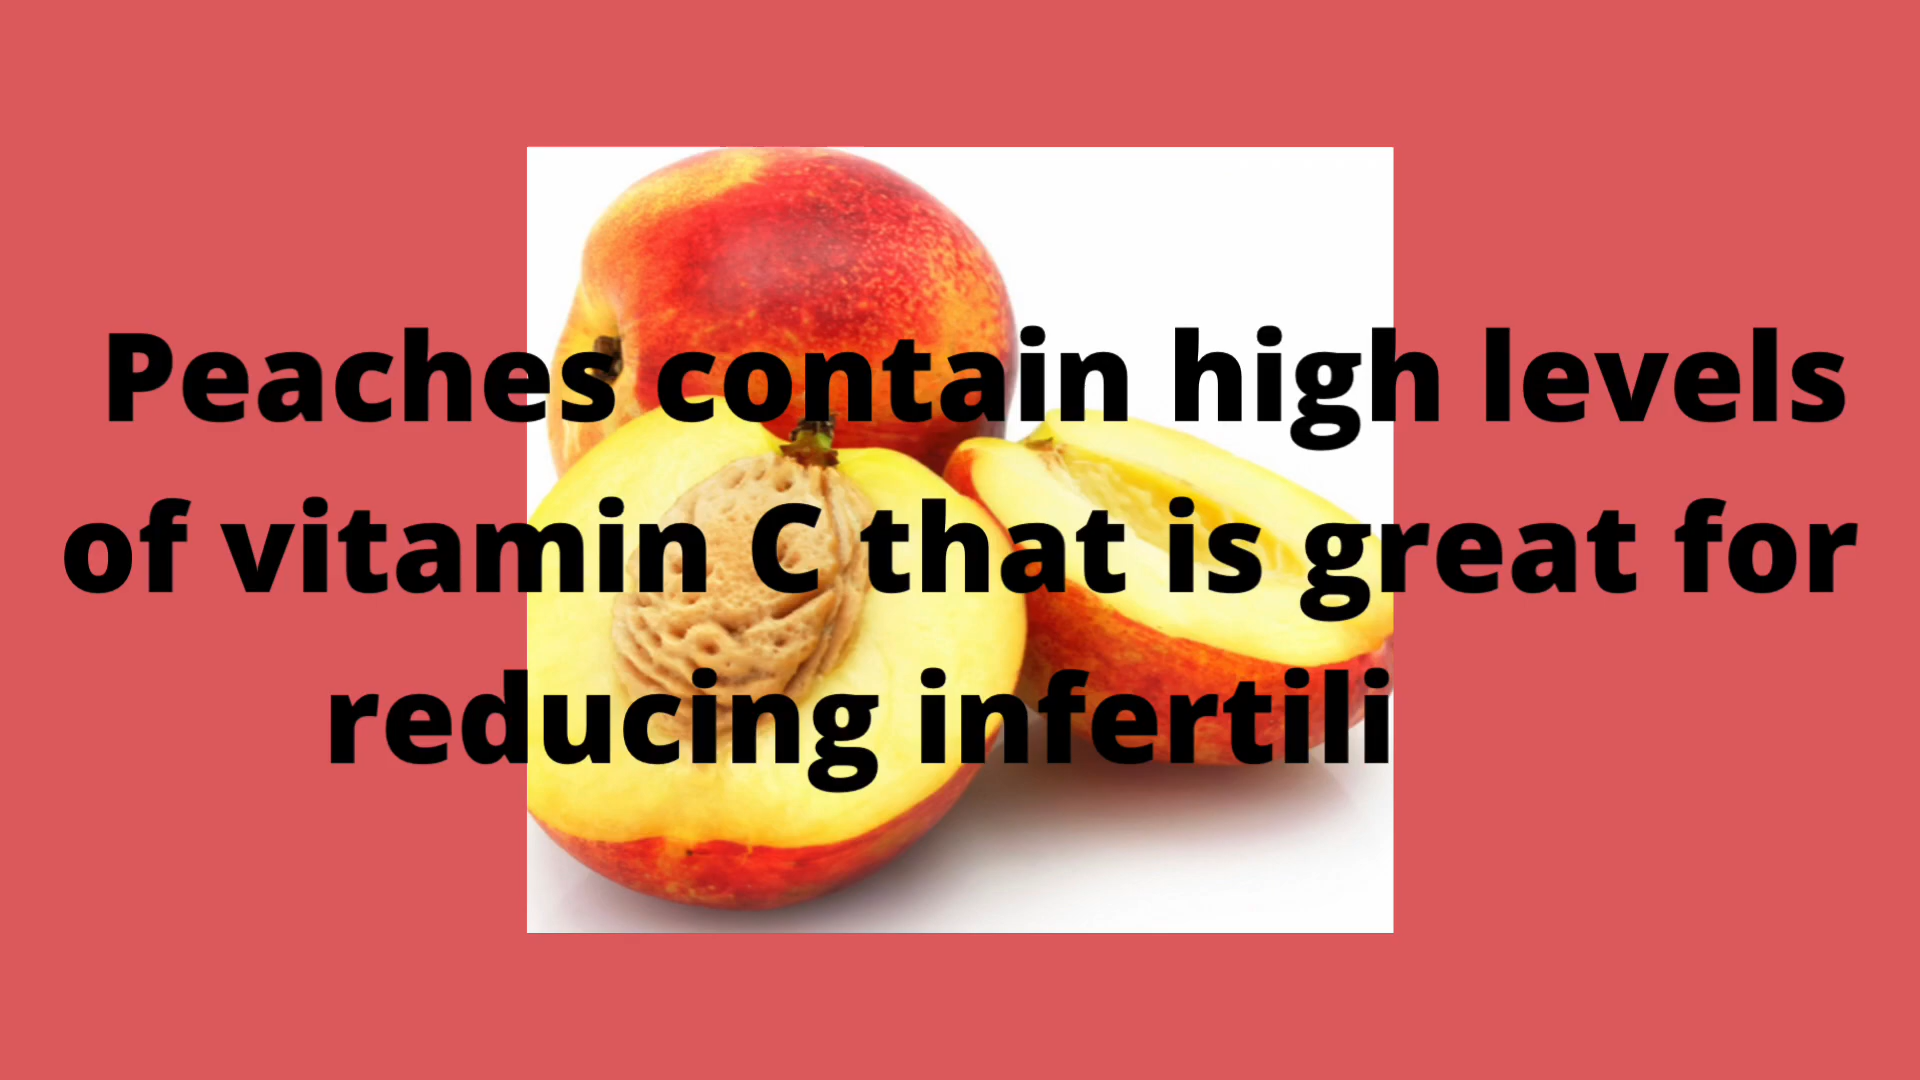 Peaches contain high levels
of vitamin C that is great for
reducing infertili